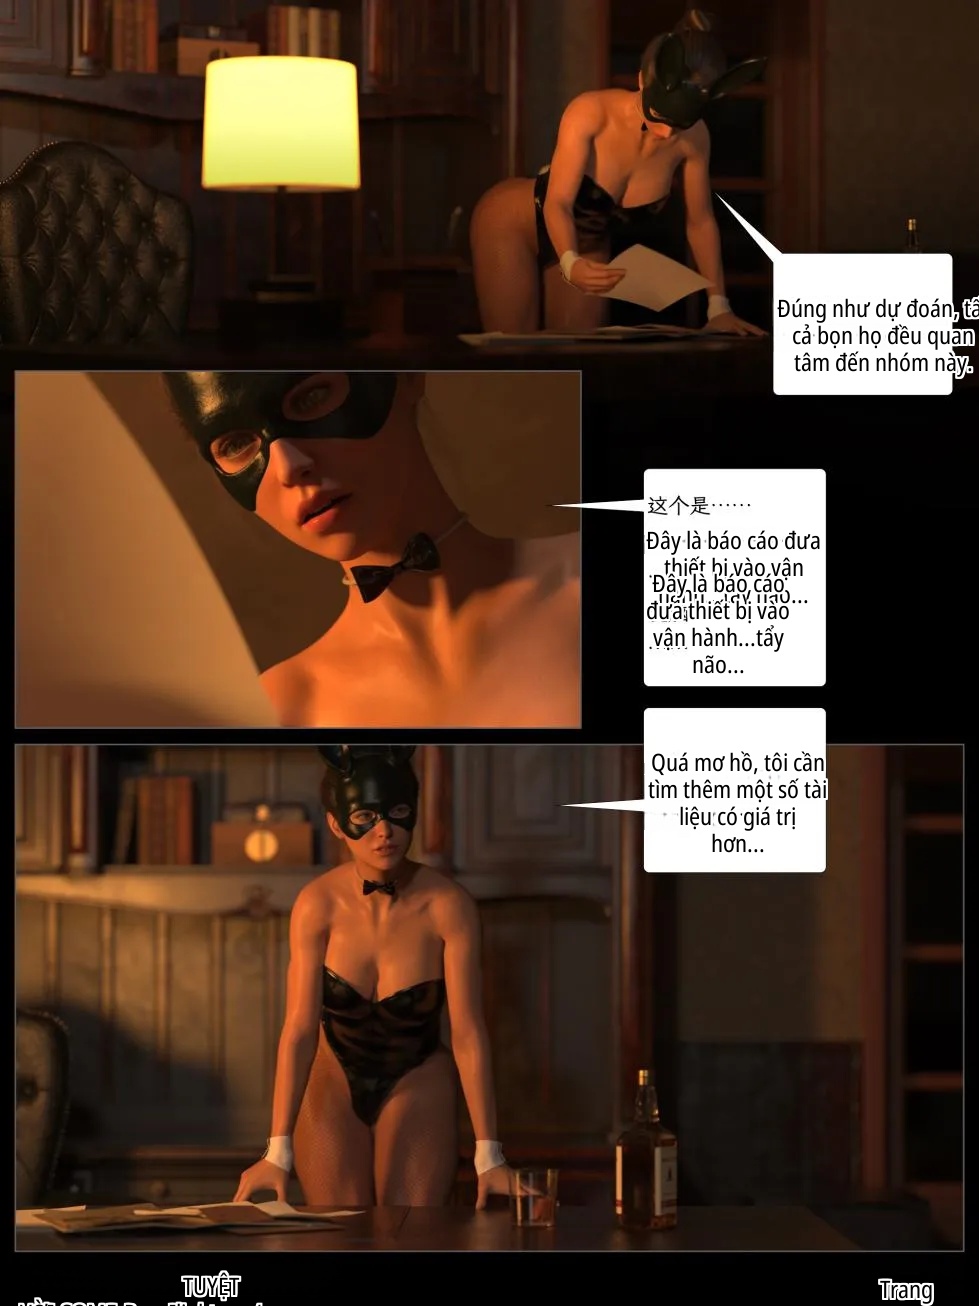 Đúng như dự đoán, tấ
cả bọn họ đều quan
tâm đến nhóm này.
这个是……
Đây là báo cáo đưa
thiết bị vào vận
Đây là báo cáo
đưa thiết bị vào
vận hành...tẩy
não...
Quá mơ hồ, tôi cần
tìm thêm một số tài
liệu có giá trị
hơn...
TUYỆT
Trang